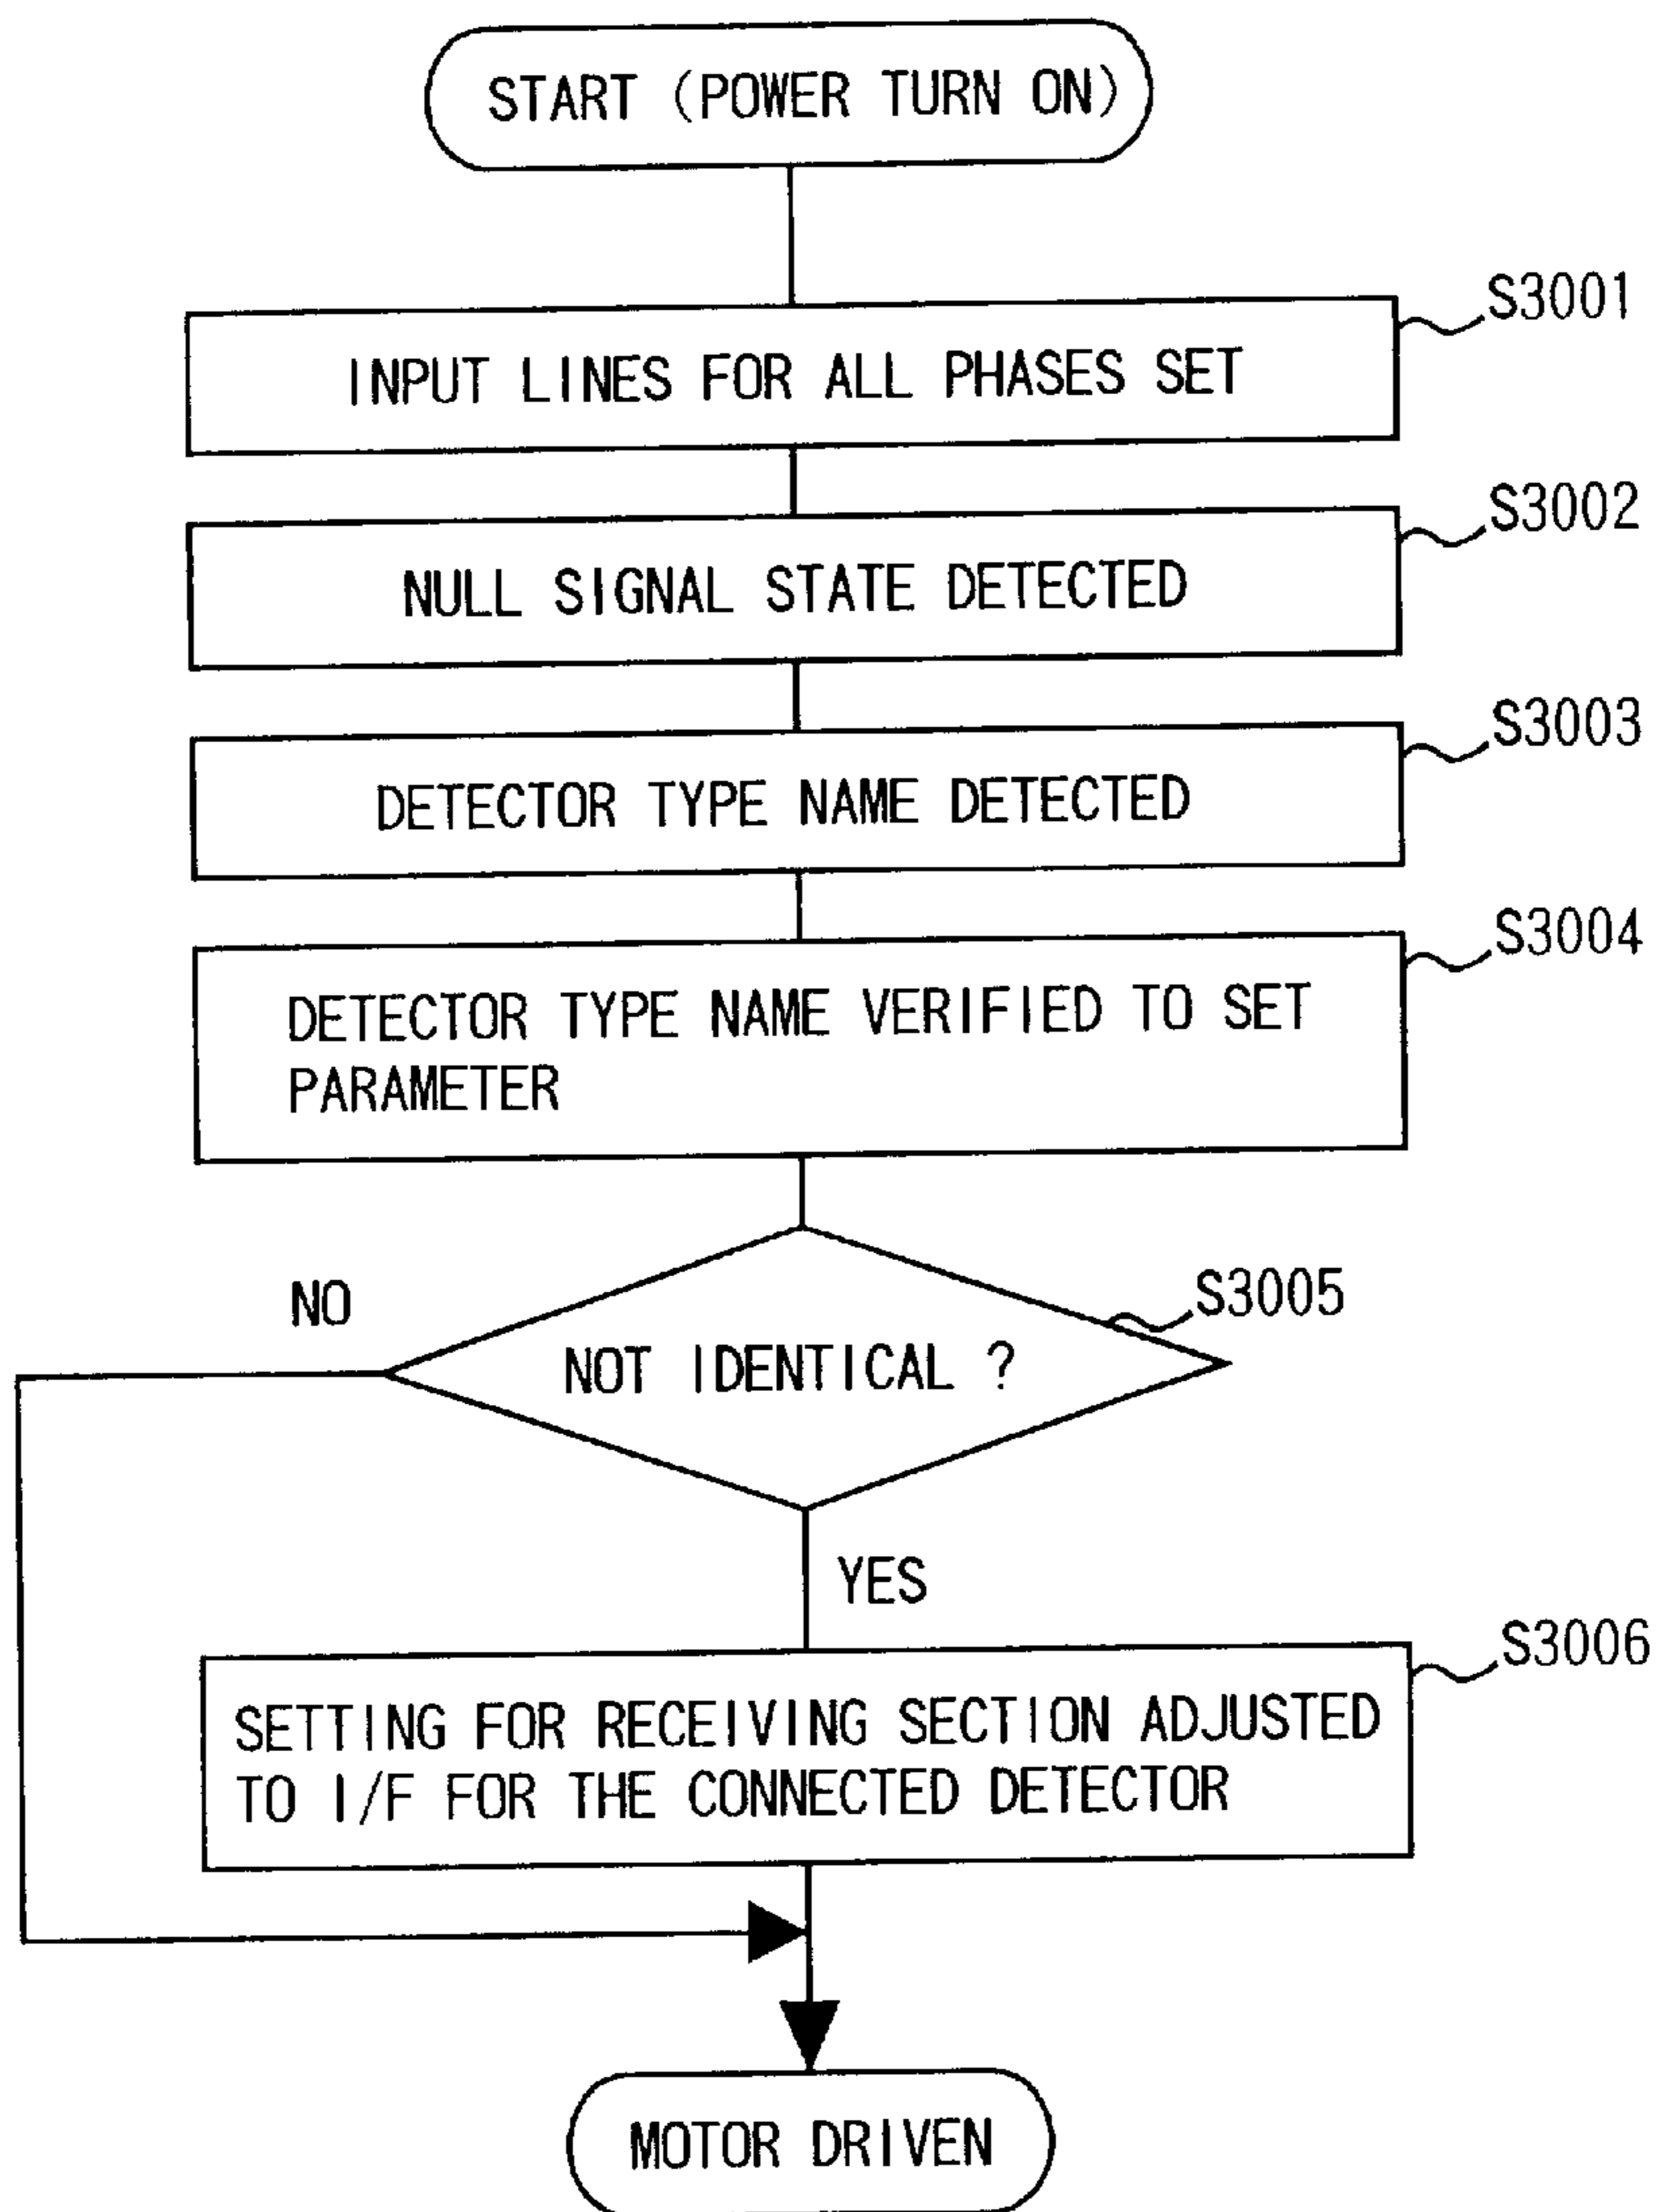 START (POWER TURN ON)
S3001
INPUT LINES FOR ALL PHASES SET
S3002
NULL SIGNAL STATE DETECTED
S3003
DETECTOR TYPE NAME DETECTED
S3004
DETECTOR TYPE NAME VERIFIED TO SET
PARAMETER
S3005
NO
NOT IDENTICAL ?
YES
S3006
SETTING FOR RECEIVING SECTION ADJUSTED
TO I/F FOR THE CONNECTED DETECTOR
MOTOR DRIVEN